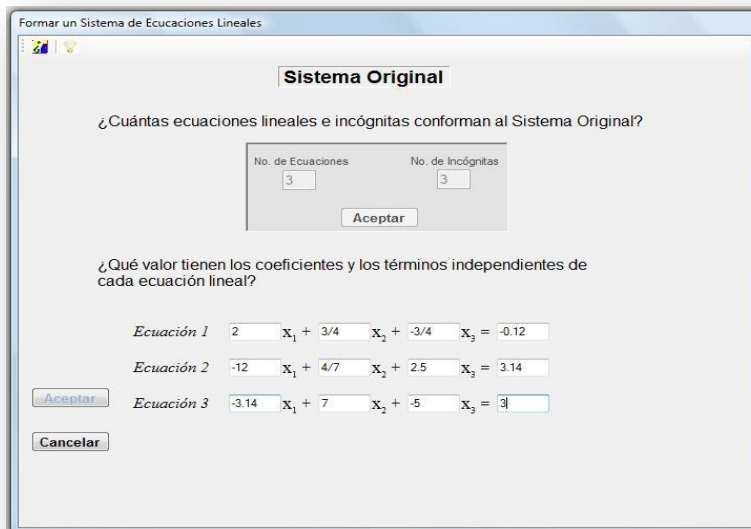 Formar un Sistema de Ecuaciones Lineales
Sistema Original
¿Cuántas ecuaciones lineales e incógnitas conforman al Sistema Original?
No. de Ecuaciones No. de Incógnitas
3 3
Aceptar
¿Qué valor tienen los coeficientes y los términos independientes de
cada ecuación lineal?
Ecuación 1 2 x₁ + 3/4 x₂ + -3/4 x₃ = -0.12
Ecuación 2 -12 x₁ + 4/7 x₂ + 2.5 x₃ = 3.14
Aceptar Ecuación 3 -3.14 x₁ + 7 x₂ + -5 x₃ = 3
Cancelar